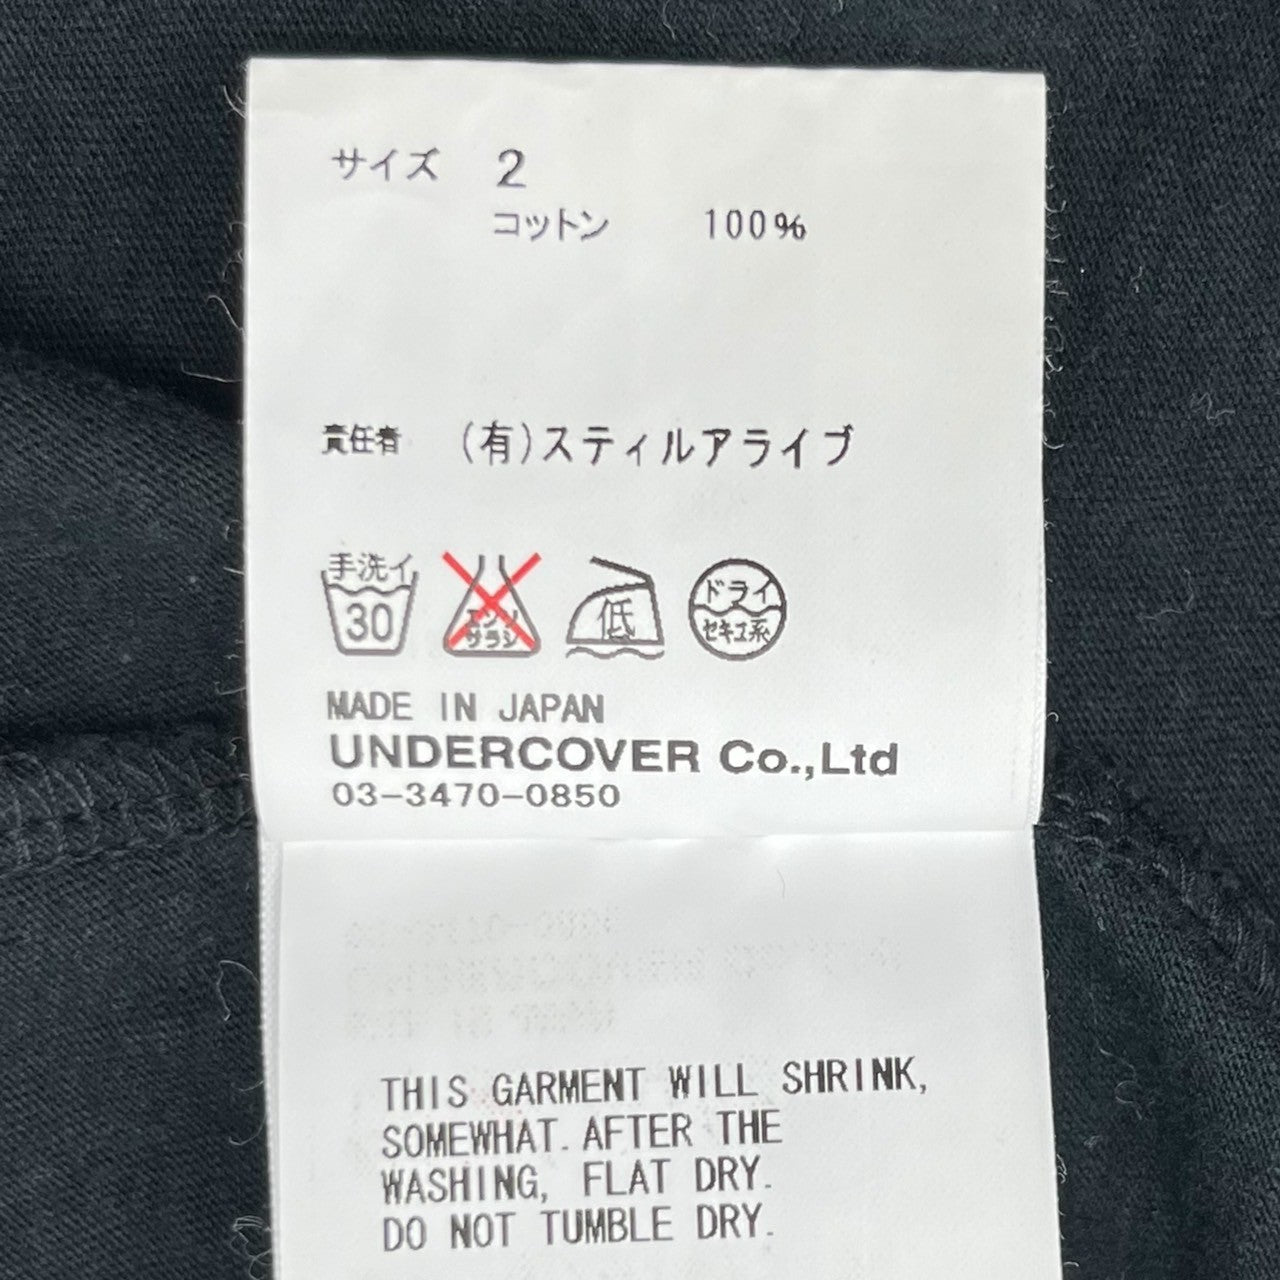 サイズ 2
コットン 100%
責任者 (有)スティルアライブ
手洗イ
30
エンソ
サラシ
低
ドライ
セキユ系
MADE IN JAPAN
UNDERCOVER Co.,Ltd
03-3470-0850
THIS GARMENT WILL SHRINK,
SOMEWHAT. AFTER THE
WASHING, FLAT DRY.
DO NOT TUMBLE DRY.